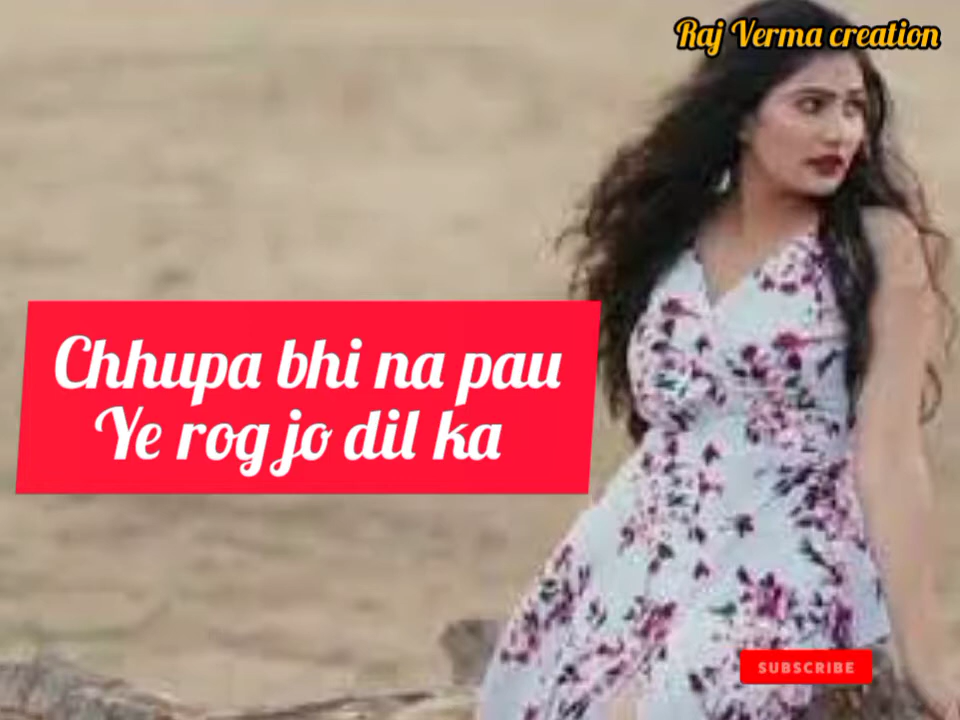 Raj Verma creation
Chhupa bhi na pau
Ye rog jo dil ka
SUBSCRIBE